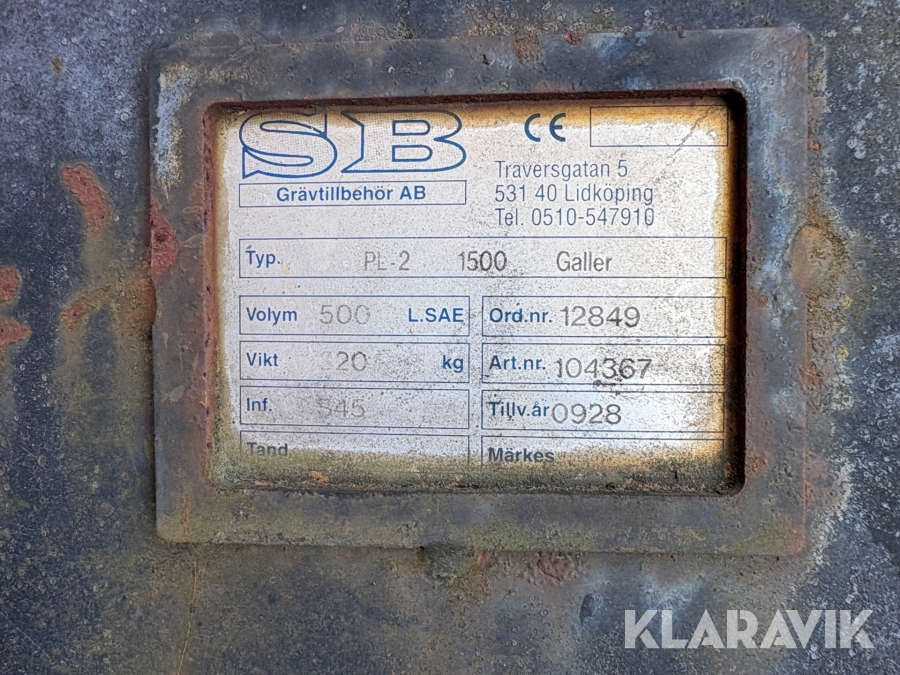 SB
CE
Grävtillbehör AB
Traversgatan 5
531 40 Lidköping
Tel. 0510-547910
Typ. PL-2 1500 Galler
Volym 500 L.SAE
Ord.nr. 12849
Vikt 320 kg
Art.nr. 104367
Inf. S45
Tillv.år 0928
Tand
Märkes
KLARAVIK